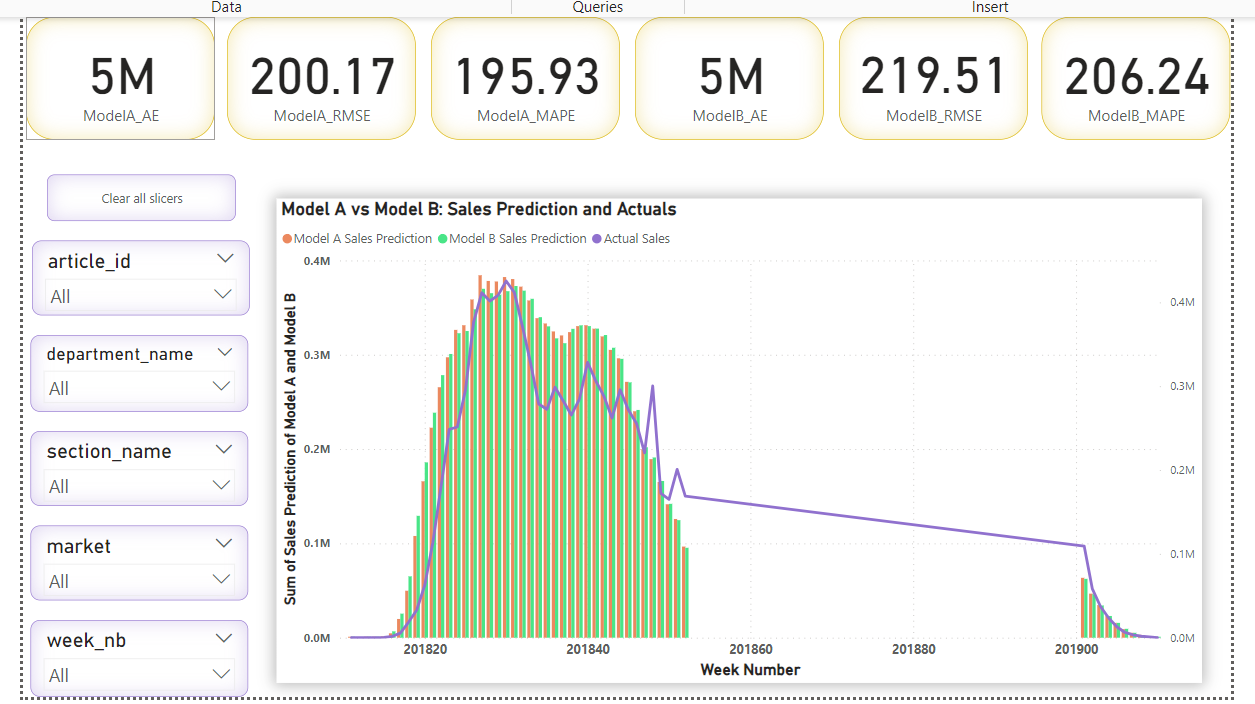 Data Queries Insert
5M 200.17 195.93 5M 219.51 206.24
ModelA_AE ModelA_RMSE ModelA_MAPE ModelB_AE ModelB_RMSE ModelB_MAPE
Clear all slicers
article_id
All
department_name
All
section_name
All
market
All
week_nb
All
Model A vs Model B: Sales Prediction and Actuals
Model A Sales Prediction Model B Sales Prediction Actual Sales
Sum of Sales Prediction of Model A and Model B
0.4M
0.3M
0.2M
0.1M
0.0M
0.4M
0.3M
0.2M
0.1M
0.0M
201820 201840 201860 201880 201900
Week Number